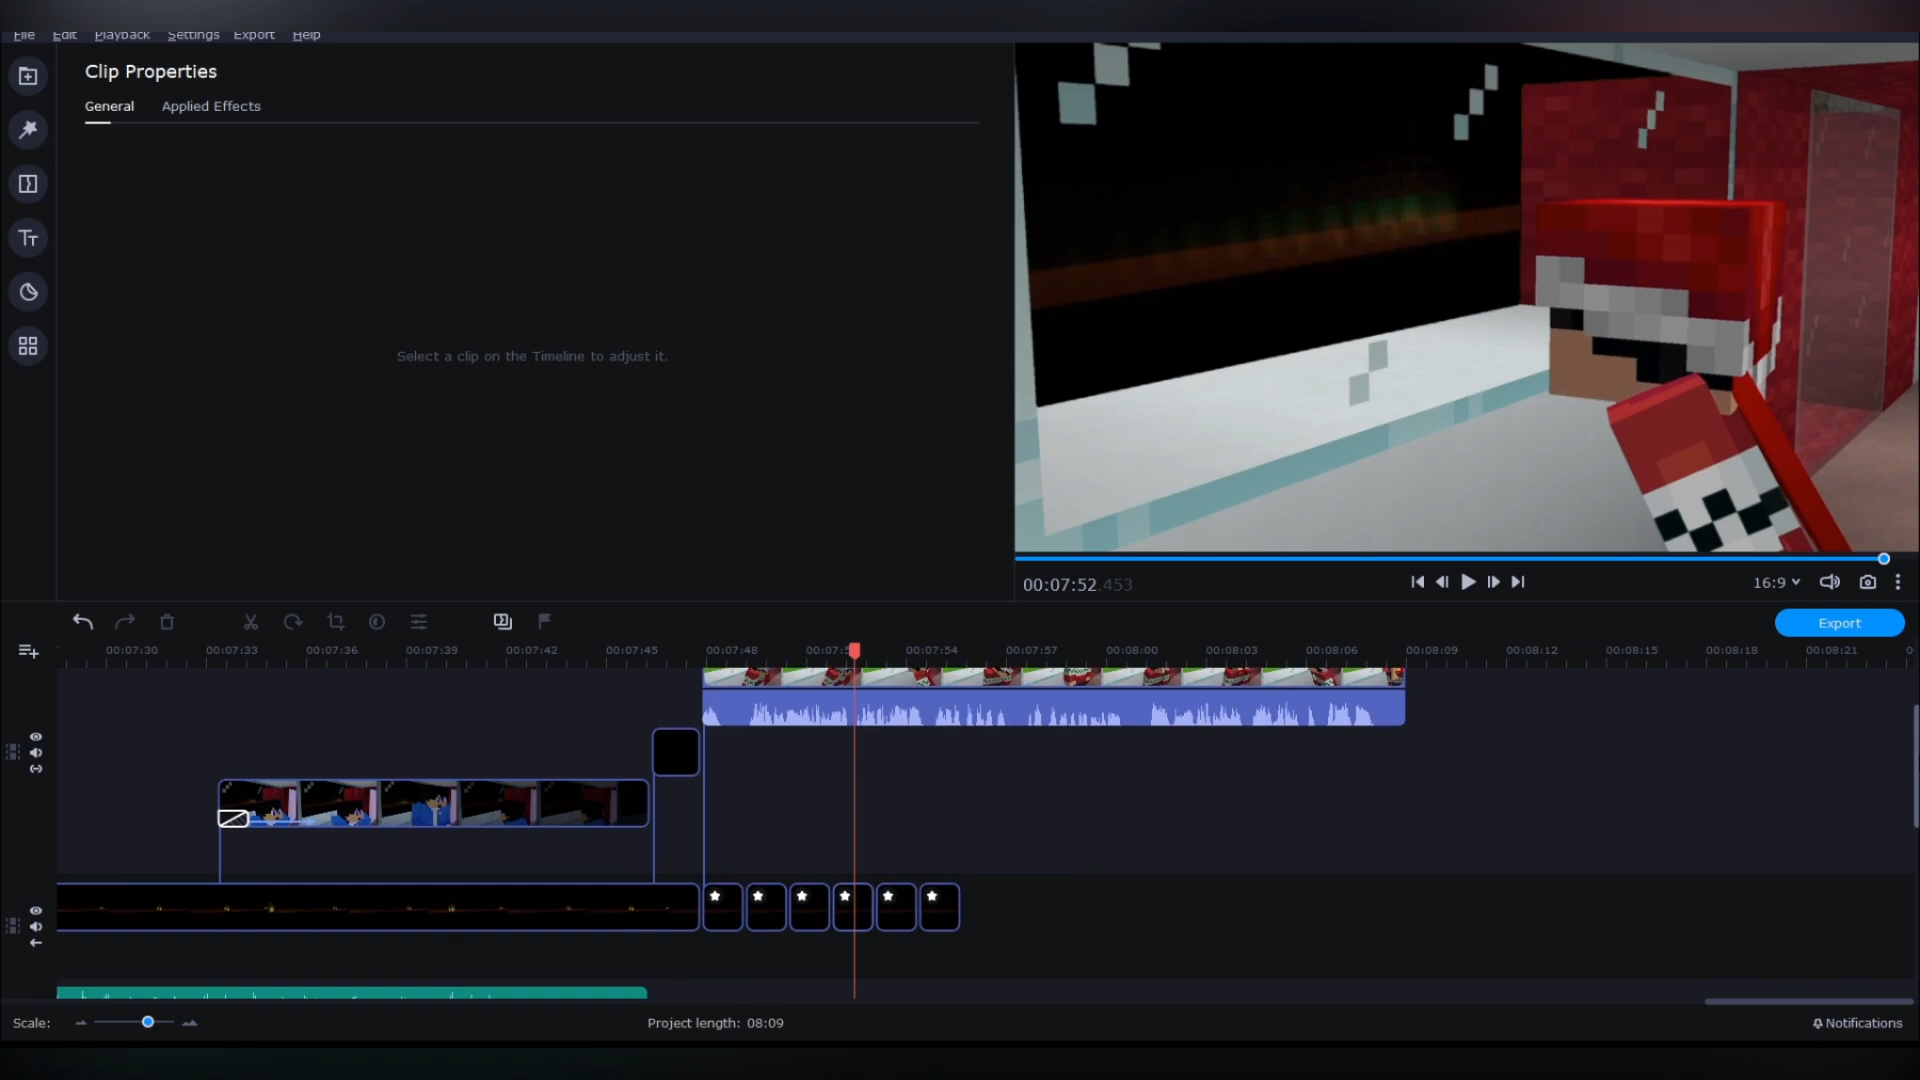 File Edit Playback Settings Export Help
Clip Properties
General Applied Effects
Select a clip on the Timeline to adjust it.
00:07:52.453
16:9
Export
00:07:30 00:07:33 00:07:36 00:07:39 00:07:42 00:07:45 00:07:48 00:07:5 00:07:54 00:07:57 00:08:00 00:08:03 00:08:06 00:08:09 00:08:12 00:08:15 00:08:18 00:08:21 0
Scale:
Project length: 08:09
Notifications